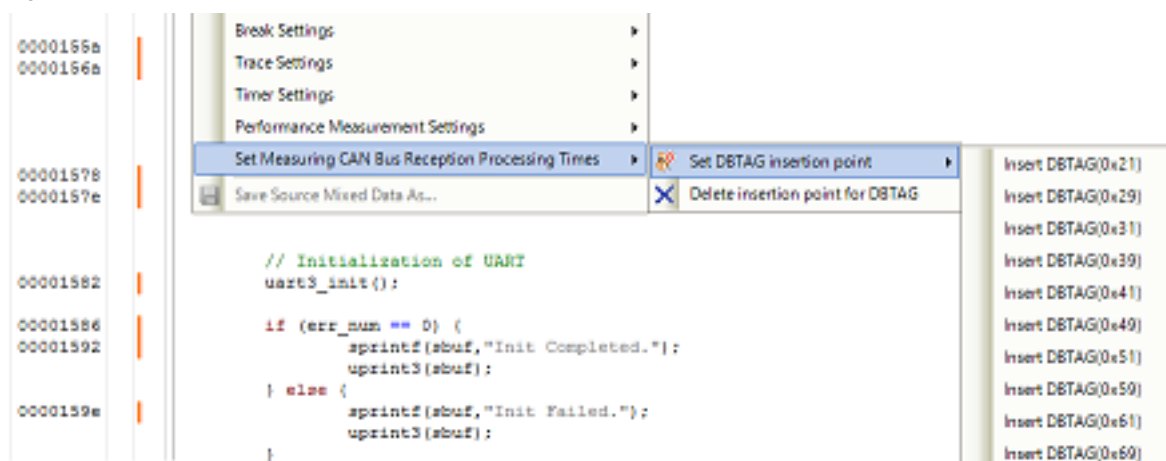 Break Settings
0000155a
0000156a
Trace Settings
Timer Settings
Performance Measurement Settings
Set Measuring CAN Bus Reception Processing Times
Set DBTAG insertion point
Insert DBTAG(0x21)
00001578
0000157e
Save Source Mixed Data As...
Delete insertion point for DBTAG
Insert DBTAG(0x29)
Insert DBTAG(0x31)
// Initialization of UART
Insert DBTAG(0x39)
00001582
uart3_init();
Insert DBTAG(0x41)
00001586
if (err_num == 0) {
Insert DBTAG(0x49)
00001592
sprintf(sbuf,"Init Completed.");
uprint3(sbuf);
Insert DBTAG(0x51)
} else {
Insert DBTAG(0x59)
0000159e
sprintf(sbuf,"Init Failed.");
Insert DBTAG(0x61)
uprint3(sbuf);
}
Insert DBTAG(0x69)